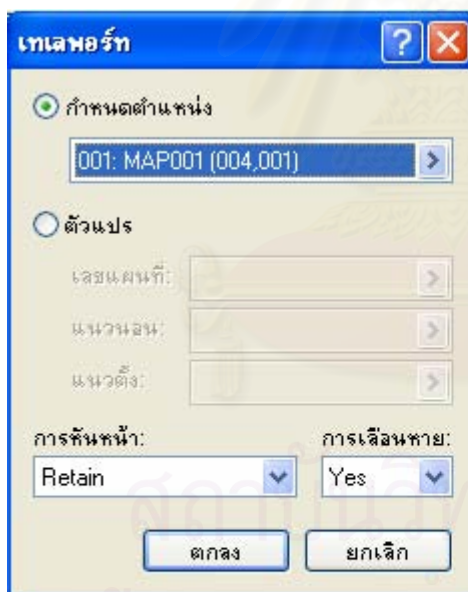 เทเลพอร์ท
กำหนดตำแหน่ง
001: MAP001 (004,001)
ตัวแปร
เลขแผนที่:
แนวนอน:
แนวตั้ง:
การหันหน้า: การเลือนหาย:
Retain Yes
ตกลง ยกเลิก